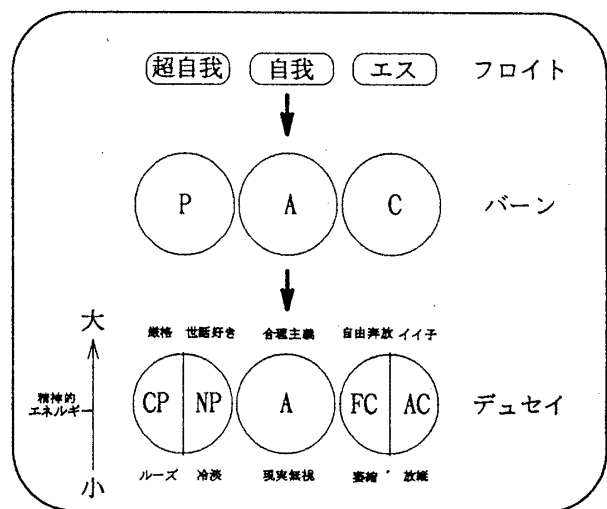 超自我 自我 エス フロイト
P A C バーン
大 厳格 世話好き 合理主義 自由奔放 イイ子
精神的
エネルギー
CP NP A FC AC デュセイ
小 ルーズ 冷淡 現実無視 萎縮 放縦